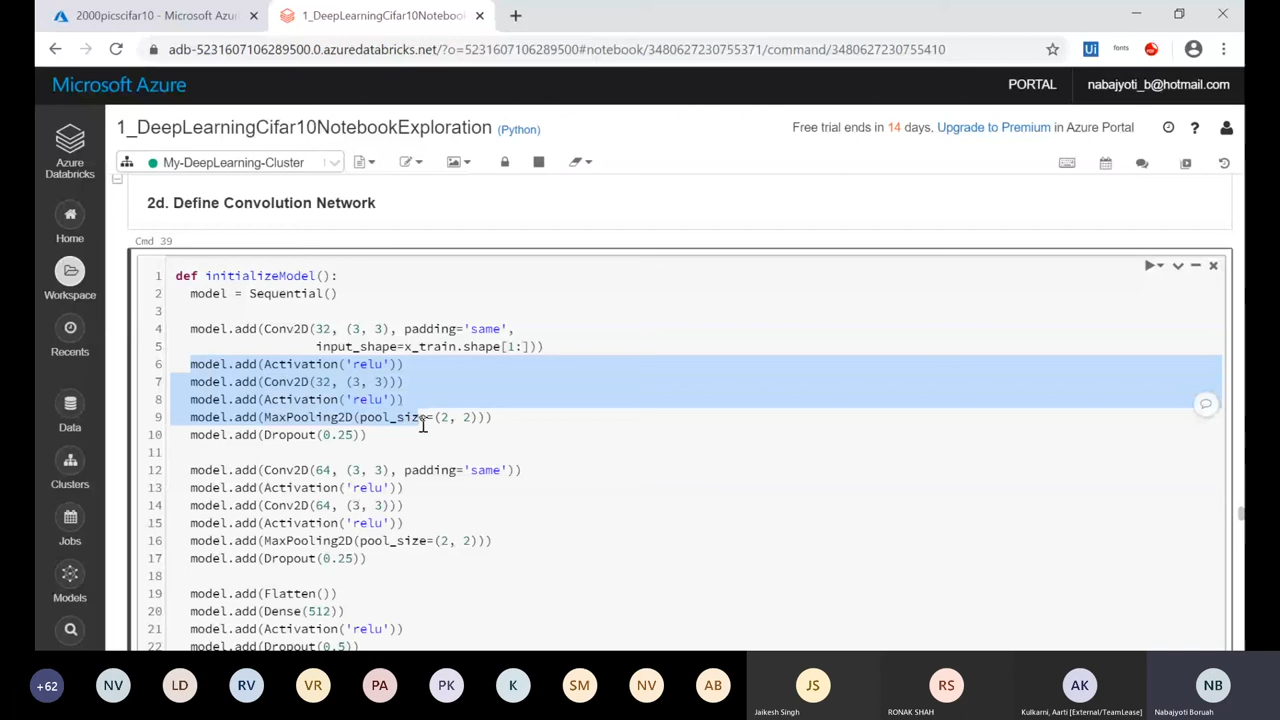 2000picscifar10 - Microsoft Azure
1_DeepLearningCifar10Notebook
adb-5231607106289500.0.azuredatabricks.net/?o=5231607106289500#notebook/3480627230755371/command/3480627230755410
Ui
fonts
Microsoft Azure
PORTAL
nabajyoti_b@hotmail.com
1_DeepLearningCifar10NotebookExploration (Python)
Free trial ends in 14 days. Upgrade to Premium in Azure Portal
My-DeepLearning-Cluster
Azure
Databricks
Home
Workspace
Recents
Data
Clusters
Jobs
Models
2d. Define Convolution Network
Cmd 39
1 def initializeModel():
2 model = Sequential()
3
4 model.add(Conv2D(32, (3, 3), padding='same',
5 input_shape=x_train.shape[1:]))
6 model.add(Activation('relu'))
7 model.add(Conv2D(32, (3, 3)))
8 model.add(Activation('relu'))
9 model.add(MaxPooling2D(pool_size=(2, 2)))
10 model.add(Dropout(0.25))
11
12 model.add(Conv2D(64, (3, 3), padding='same'))
13 model.add(Activation('relu'))
14 model.add(Conv2D(64, (3, 3)))
15 model.add(Activation('relu'))
16 model.add(MaxPooling2D(pool_size=(2, 2)))
17 model.add(Dropout(0.25))
18
19 model.add(Flatten())
20 model.add(Dense(512))
21 model.add(Activation('relu'))
22 model.add(Dropout(0.5))
+62
NV
LD
RV
VR
PA
PK
K
SM
NV
AB
JS
RS
AK
NB
Jaikesh Singh
RONAK SHAH
Kulkarni, Aarti [External/TeamLease]
Nabajyoti Boruah